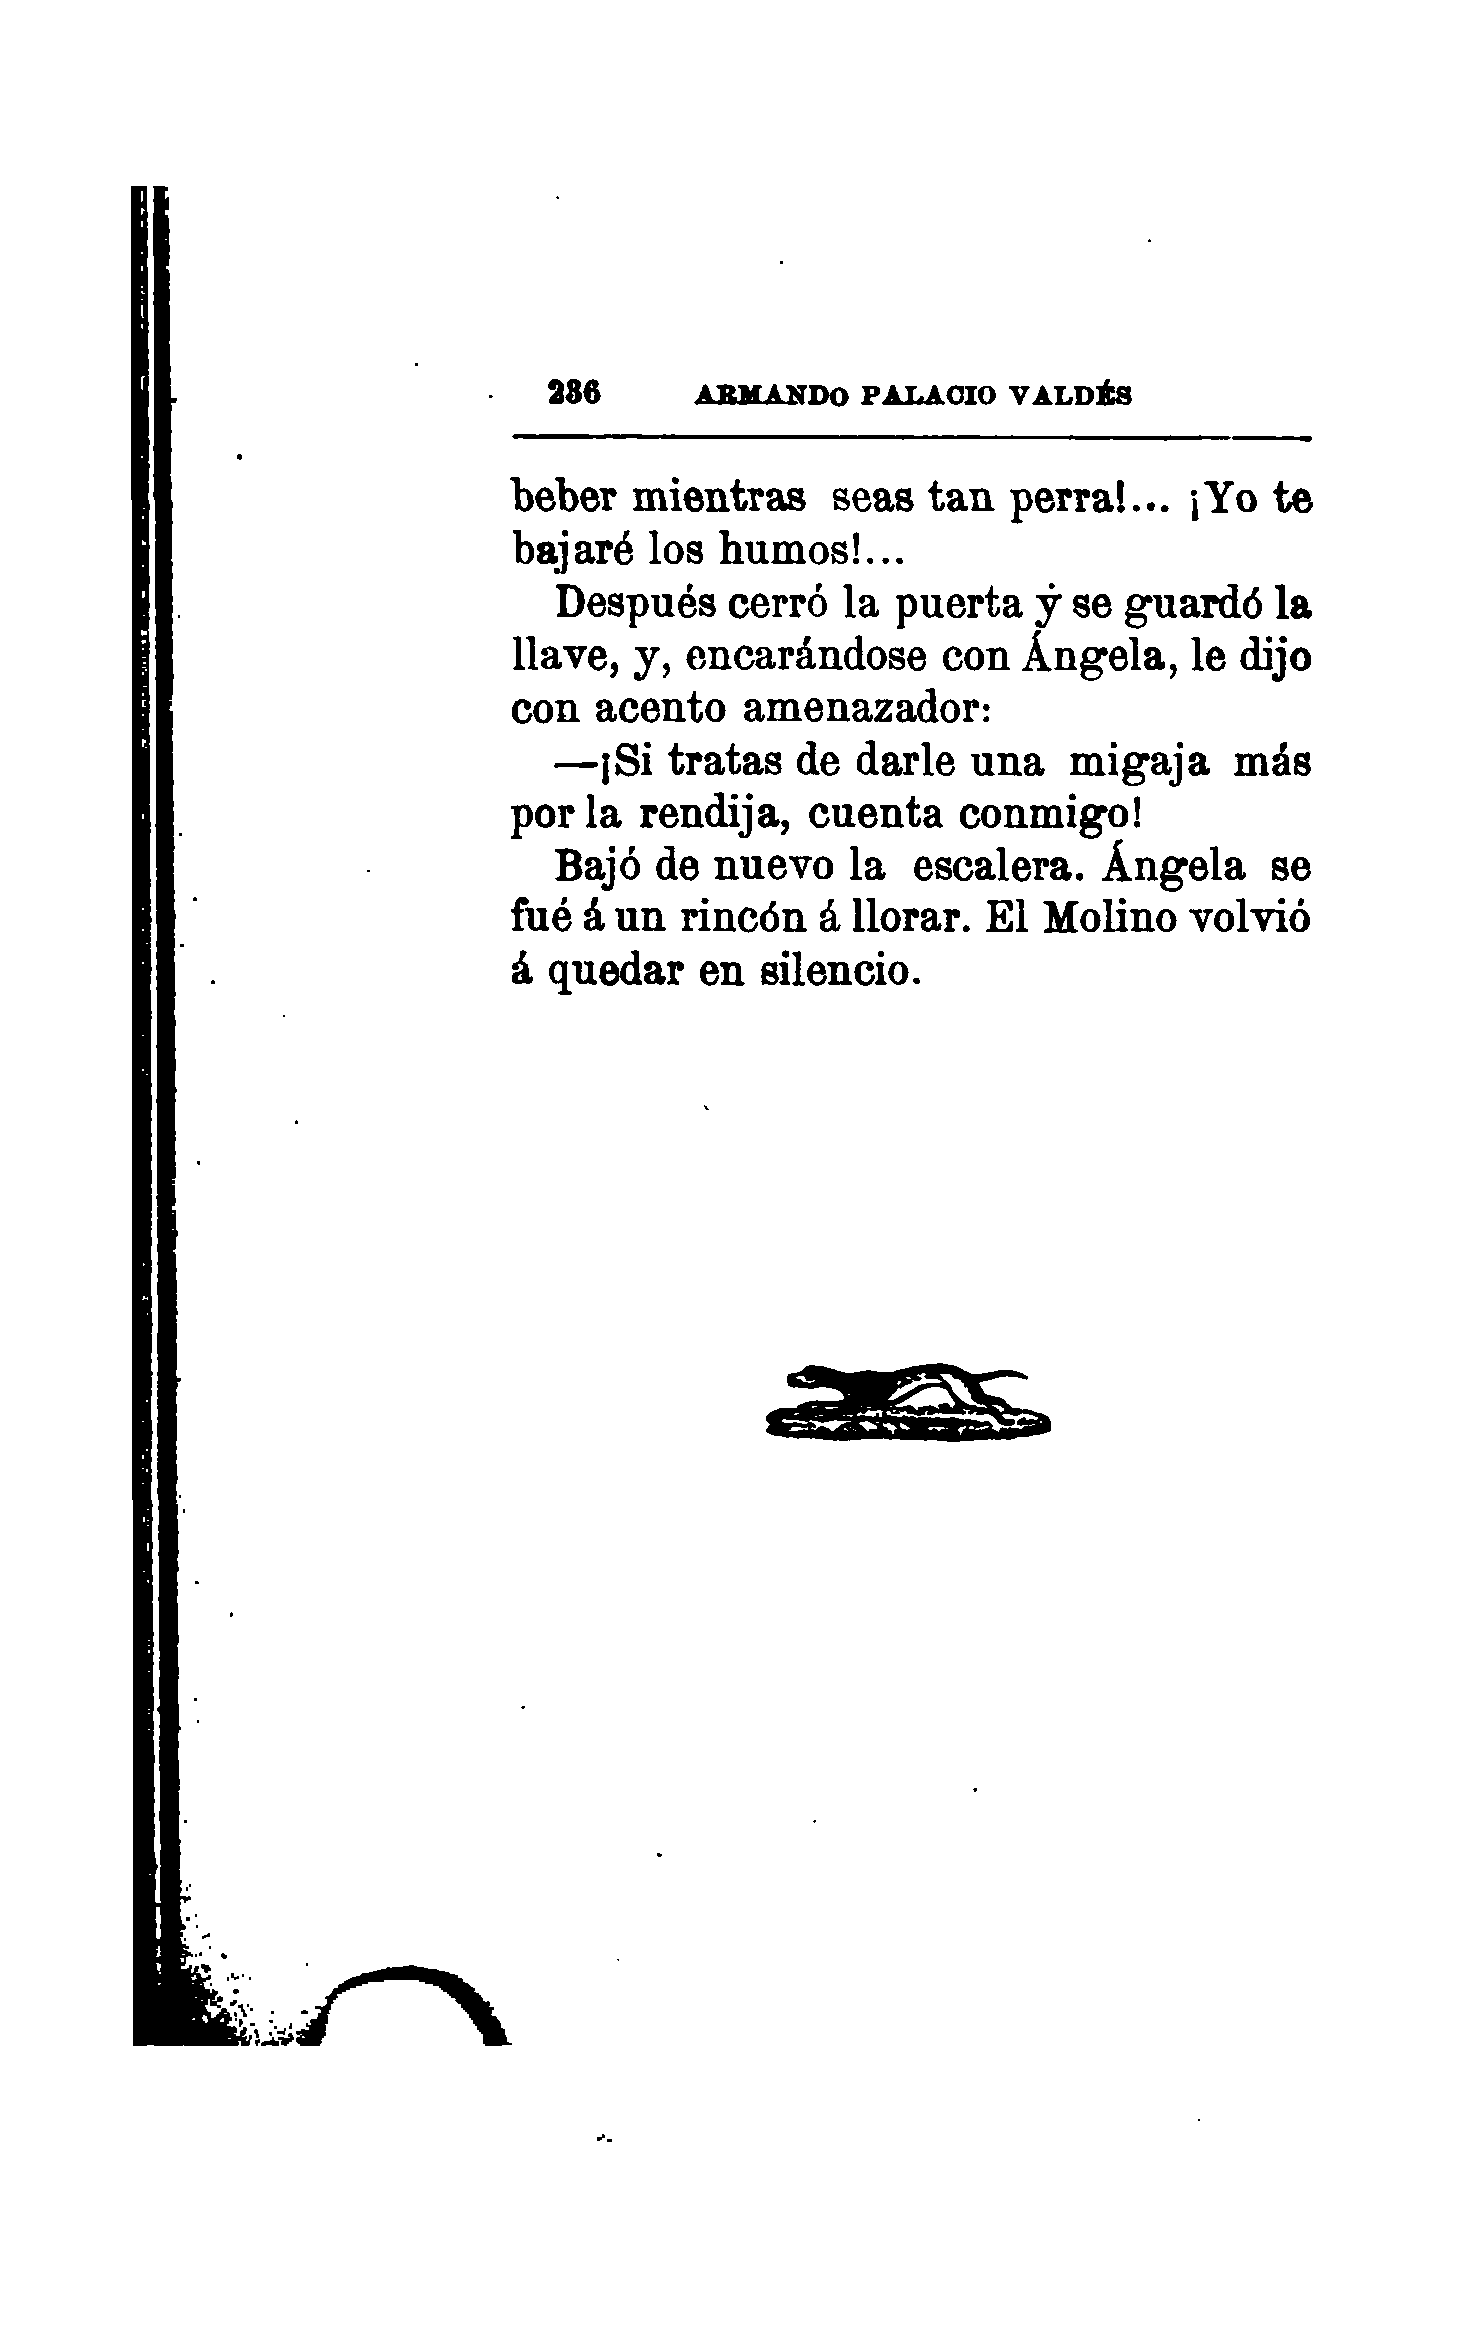 286 ARMANDO PALACIO VALDÉS
beber mientras seas tan perra!... ¡Yo te
bajaré los humos!...
Después cerró la puerta y se guardó la
llave, y, encarándose con Ángela, le dijo
con acento amenazador:
—¡Si tratas de darle una migaja más
por la rendija, cuenta conmigo!
Bajó de nuevo la escalera. Ángela se
fué á un rincón á llorar. El Molino volvió
á quedar en silencio.